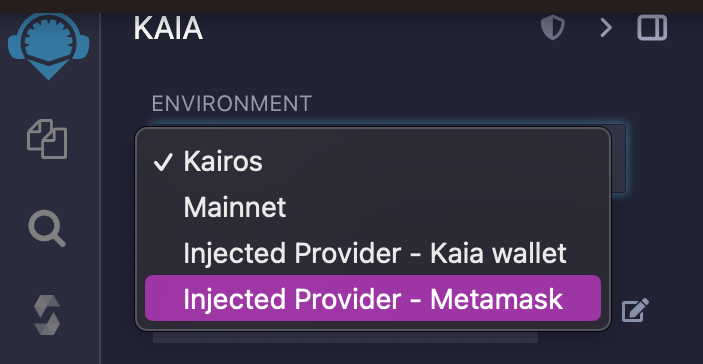 KAIA
ENVIRONMENT
Kairos
Mainnet
Injected Provider - Kaia wallet
Injected Provider - Metamask